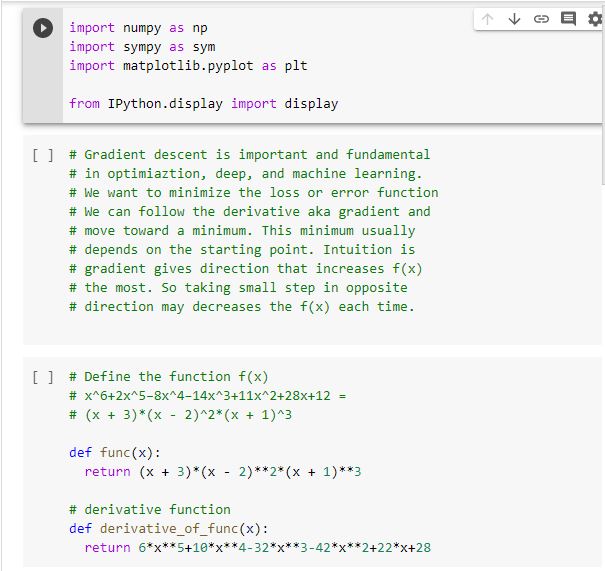 import numpy as np
import sympy as sym
import matplotlib.pyplot as plt
from IPython.display import display
[ ] # Gradient descent is important and fundamental
# in optimiaztion, deep, and machine learning.
# We want to minimize the loss or error function
# We can follow the derivative aka gradient and
# move toward a minimum. This minimum usually
# depends on the starting point. Intuition is
# gradient gives direction that increases f(x)
# the most. So taking small step in opposite
# direction may decreases the f(x) each time.
[ ] # Define the function f(x)
# x^6+2x^5-8x^4-14x^3+11x^2+28x+12 =
# (x + 3)*(x - 2)^2*(x + 1)^3
def func(x):
return (x + 3)*(x - 2)**2*(x + 1)**3
# derivative function
def derivative_of_func(x):
return 6*x**5+10*x**4-32*x**3-42*x**2+22*x+28